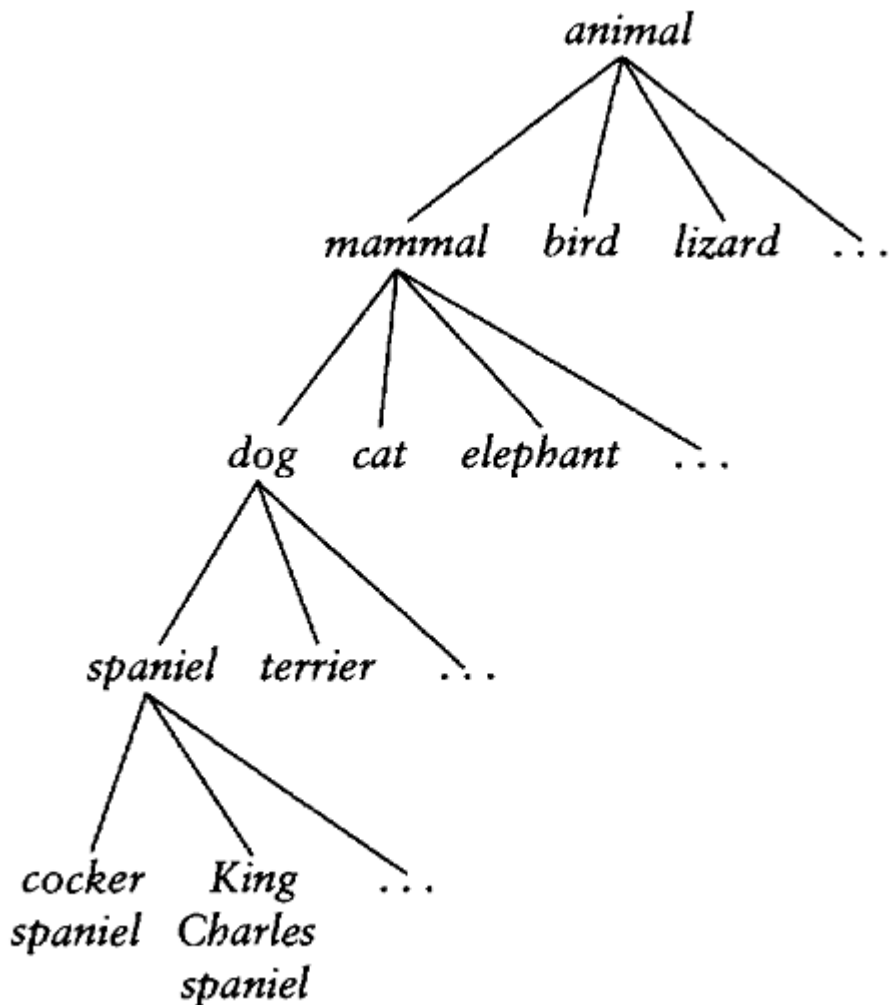 animal
mammal bird lizard ...
dog cat elephant ...
spaniel terrier ...
cocker King ...
spaniel Charles
spaniel